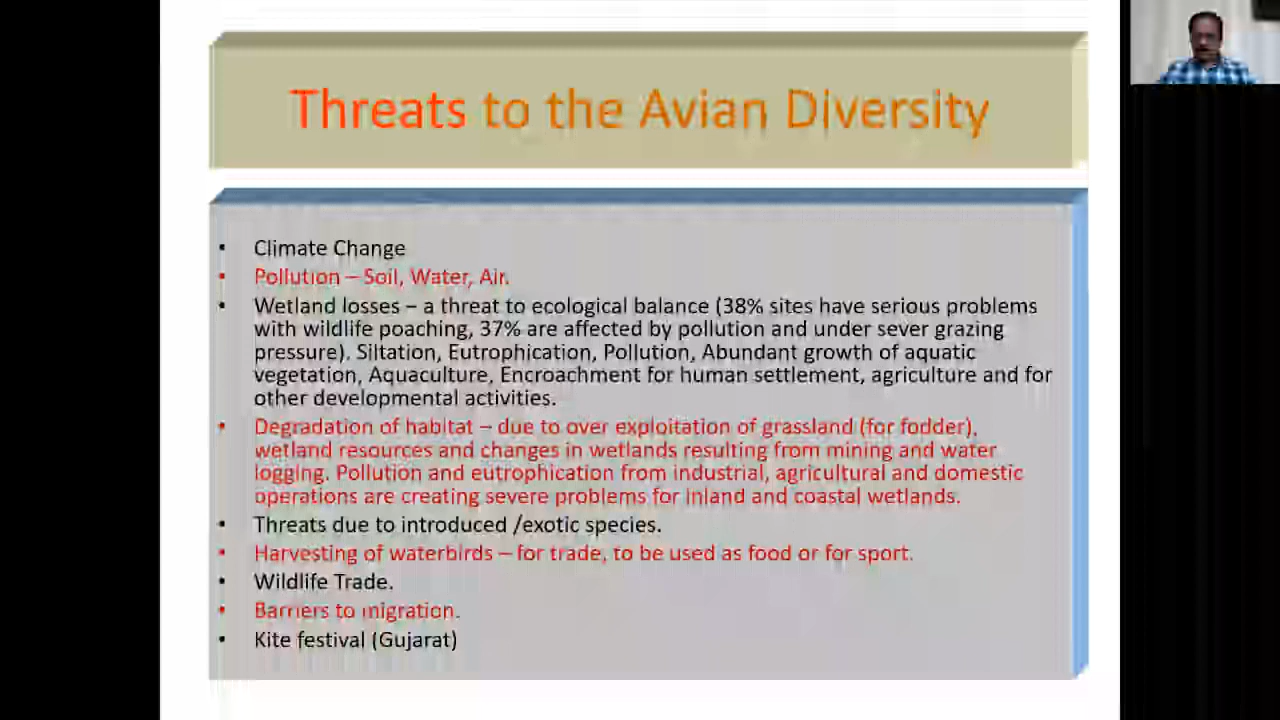 Threats to the Avian Diversity
• Climate Change
• Pollution – Soil, Water, Air.
• Wetland losses – a threat to ecological balance (38% sites have serious problems
with wildlife poaching, 37% are affected by pollution and under sever grazing
pressure). Siltation, Eutrophication, Pollution, Abundant growth of aquatic
vegetation, Aquaculture, Encroachment for human settlement, agriculture and for
other developmental activities.
• Degradation of habitat – due to over exploitation of grassland (for fodder),
wetland resources and changes in wetlands resulting from mining and water
logging. Pollution and eutrophication from industrial, agricultural and domestic
operations are creating severe problems for inland and coastal wetlands.
• Threats due to introduced /exotic species.
• Harvesting of waterbirds – for trade, to be used as food or for sport.
• Wildlife Trade.
• Barriers to migration.
• Kite festival (Gujarat)